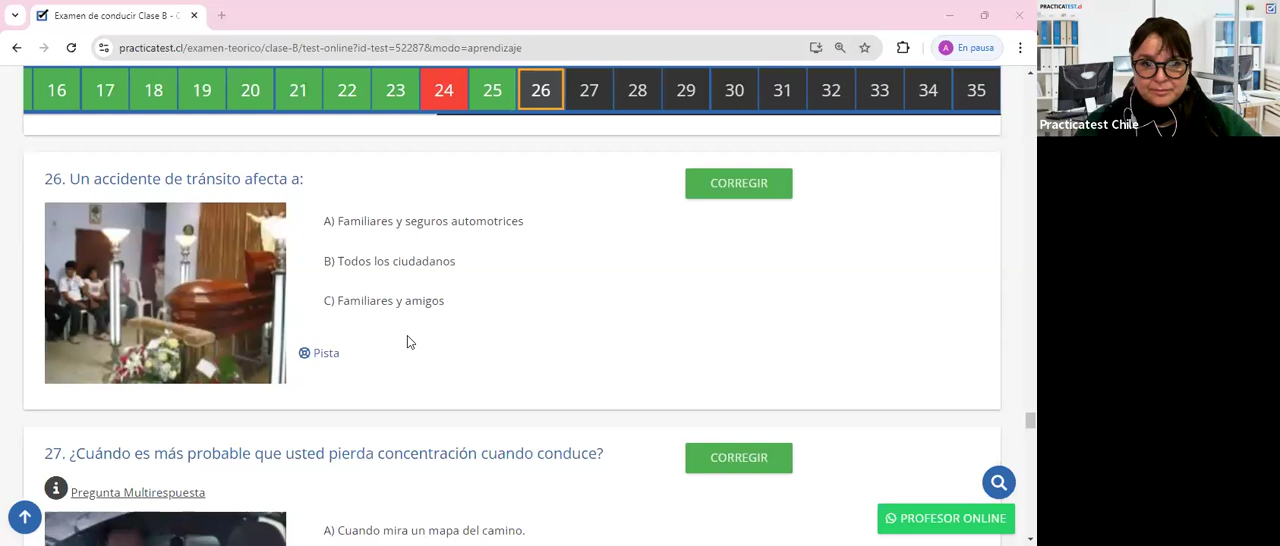 Examen de conducir Clase B - C
practicatest.cl/examen-teorico/clase-B/test-online?id-test=52287&modo=aprendizaje
A En pausa
16 17 18 19 20 21 22 23 24 25 26 27 28 29 30 31 32 33 34 35
26. Un accidente de tránsito afecta a:
CORREGIR
A) Familiares y seguros automotrices
B) Todos los ciudadanos
C) Familiares y amigos
Pista
27. ¿Cuándo es más probable que usted pierda concentración cuando conduce?
CORREGIR
Pregunta Multirespuesta
A) Cuando mira un mapa del camino.
PROFESOR ONLINE
PRACTICATEST.cl
Practicatest Chile